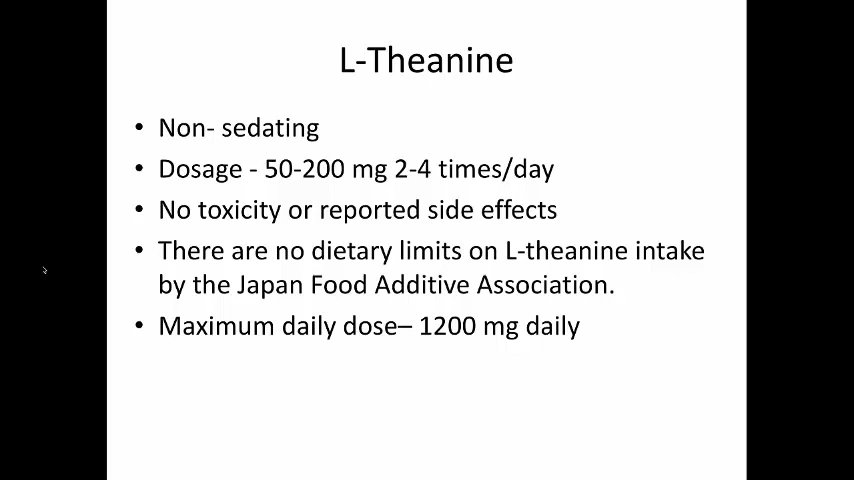 L-Theanine
• Non- sedating
• Dosage - 50-200 mg 2-4 times/day
• No toxicity or reported side effects
• There are no dietary limits on L-theanine intake
by the Japan Food Additive Association.
• Maximum daily dose– 1200 mg daily